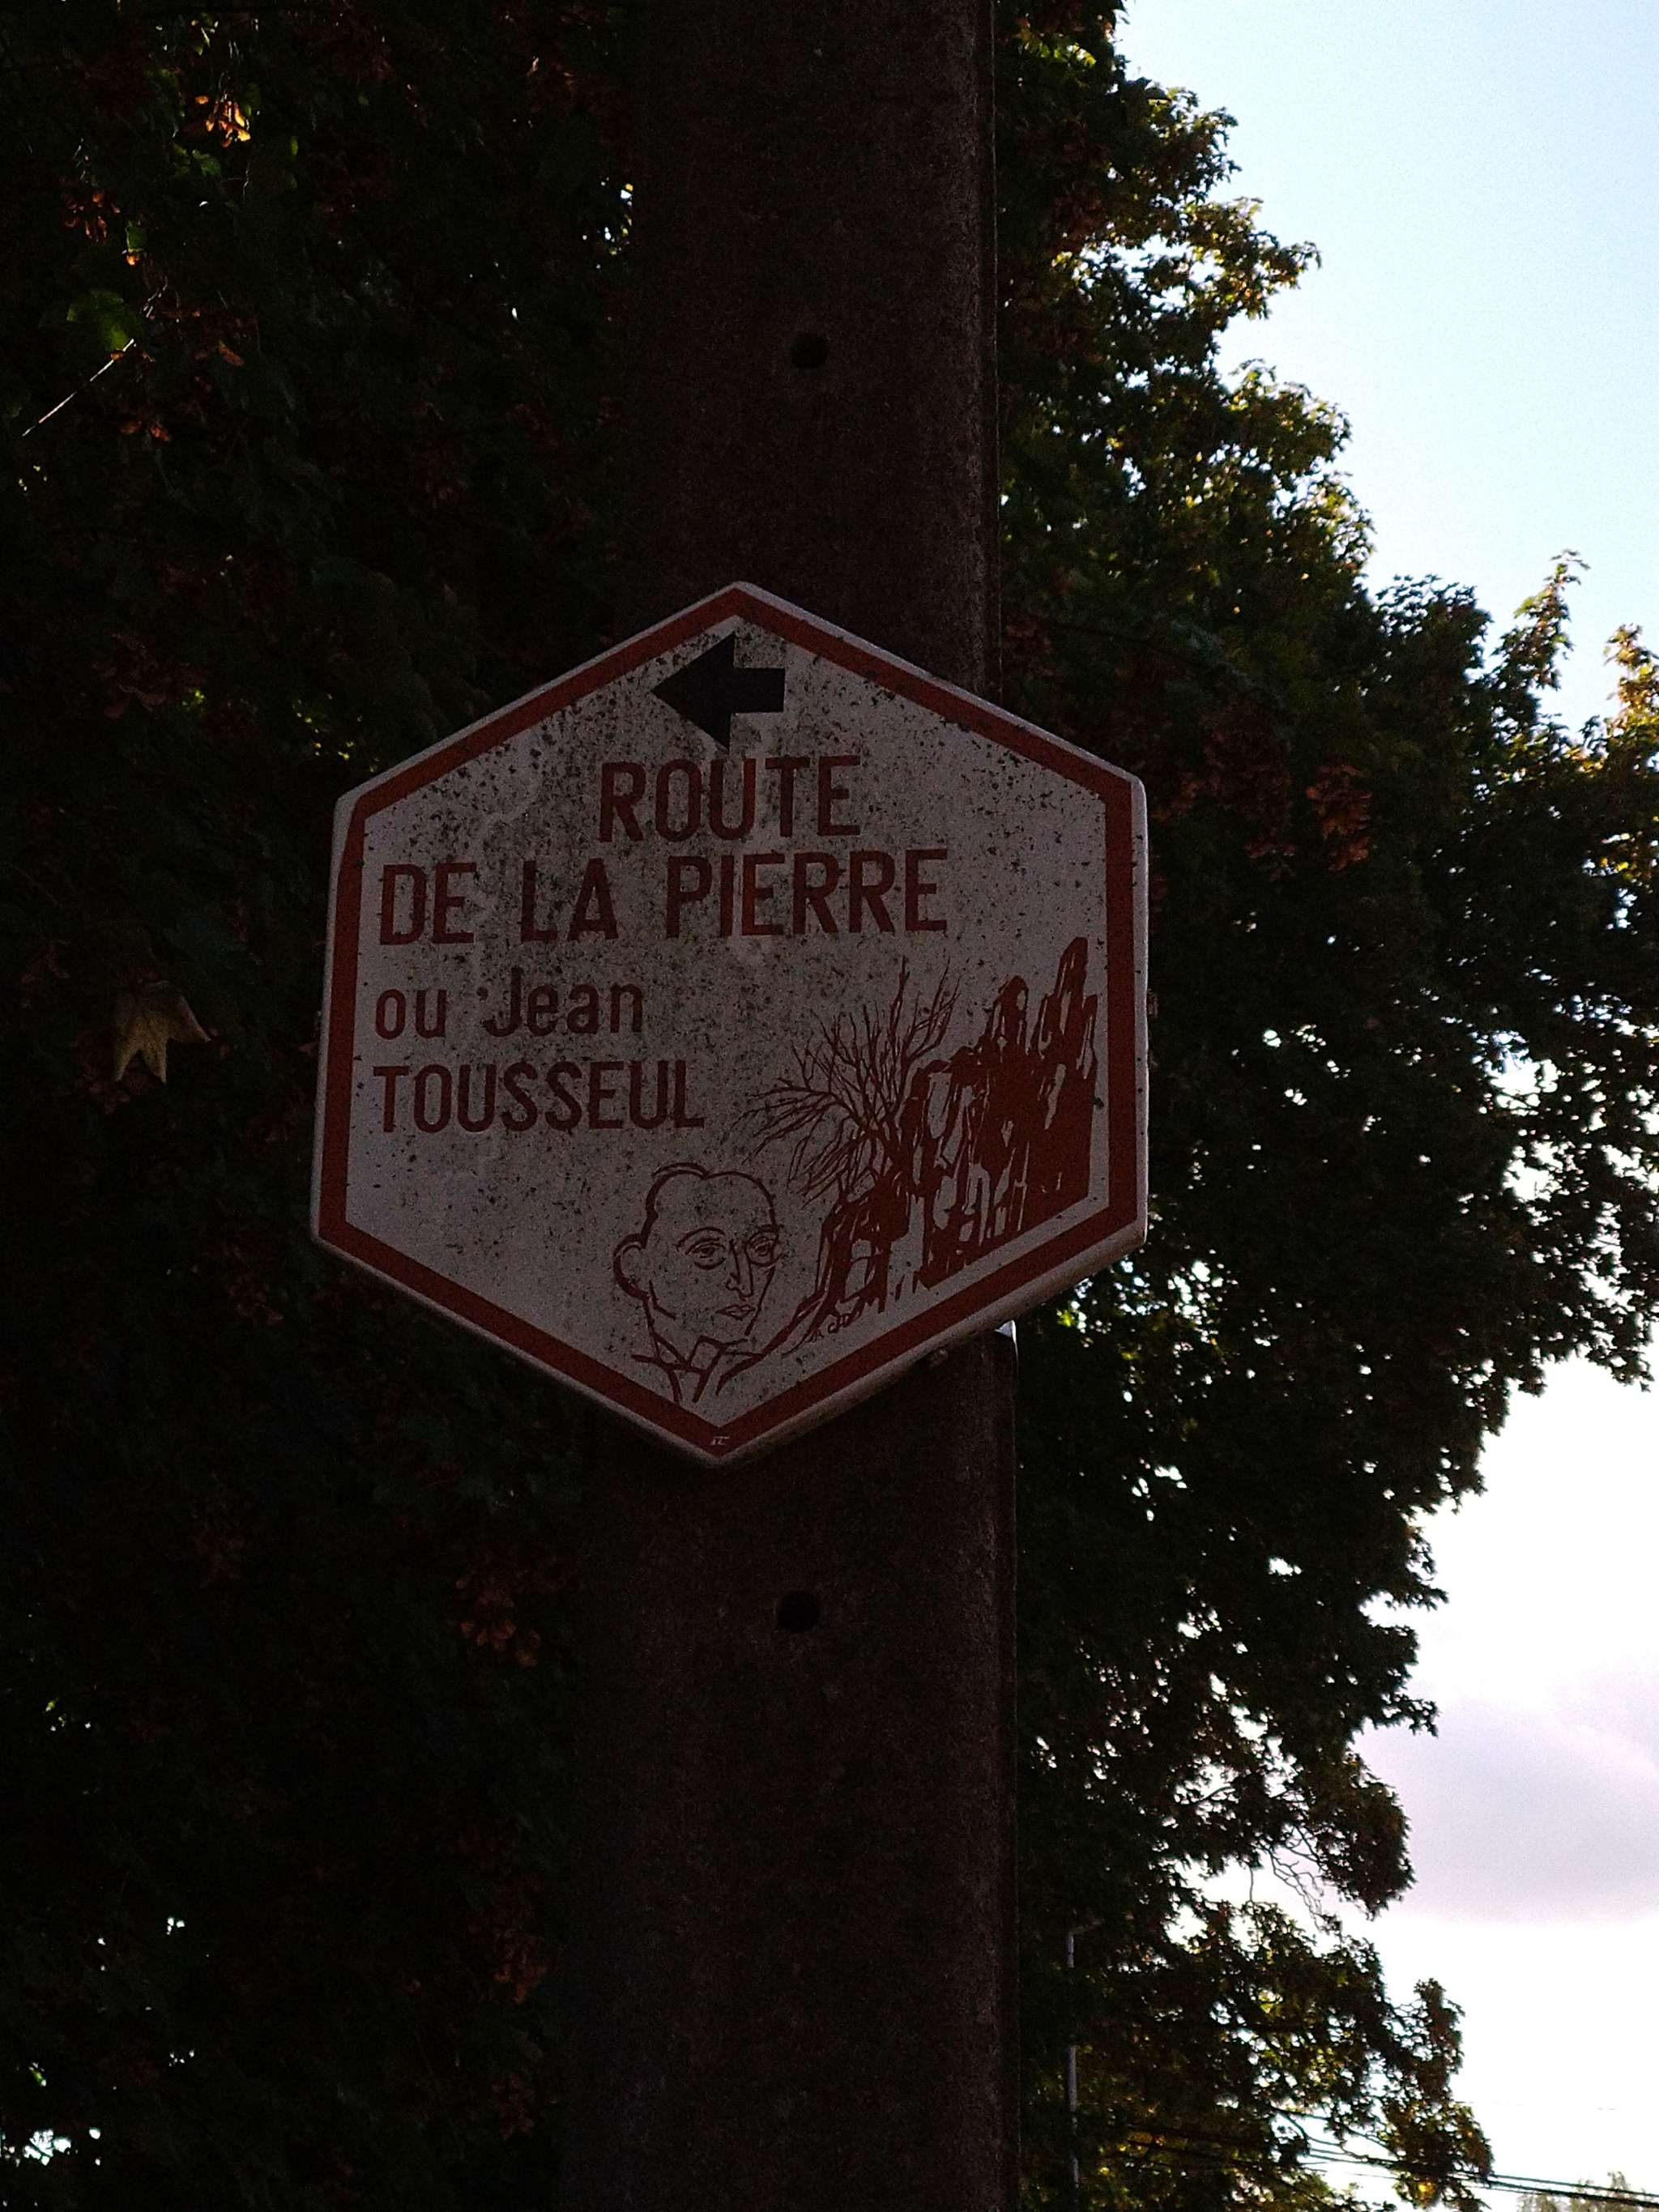 ROUTE
DE LA PIERRE
ou Jean
TOUSSEUL